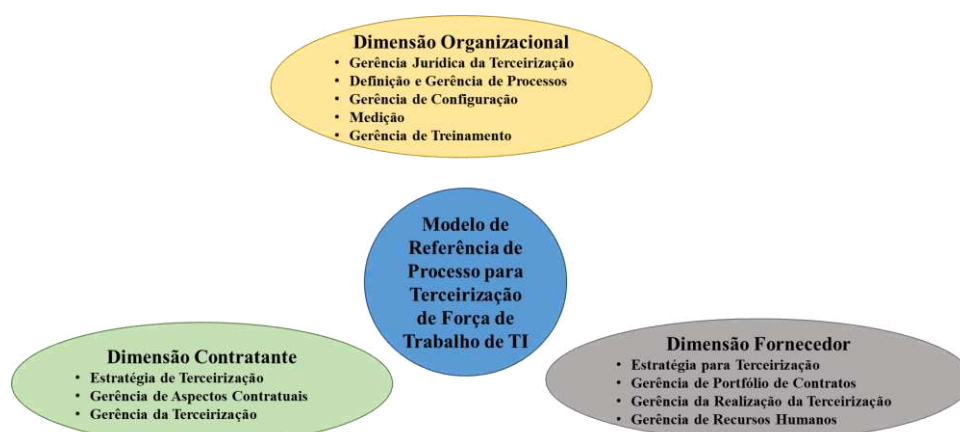 Dimensão Organizacional
• Gerência Jurídica da Terceirização
• Definição e Gerência de Processos
• Gerência de Configuração
• Medição
• Gerência de Treinamento
Modelo de
Referência de
Processo para
Terceirização
de Força de
Trabalho de TI
Dimensão Contratante
• Estratégia de Terceirização
• Gerência de Aspectos Contratuais
• Gerência da Terceirização
Dimensão Fornecedor
• Estratégia para Terceirização
• Gerência de Portfólio de Contratos
• Gerência da Realização da Terceirização
• Gerência de Recursos Humanos